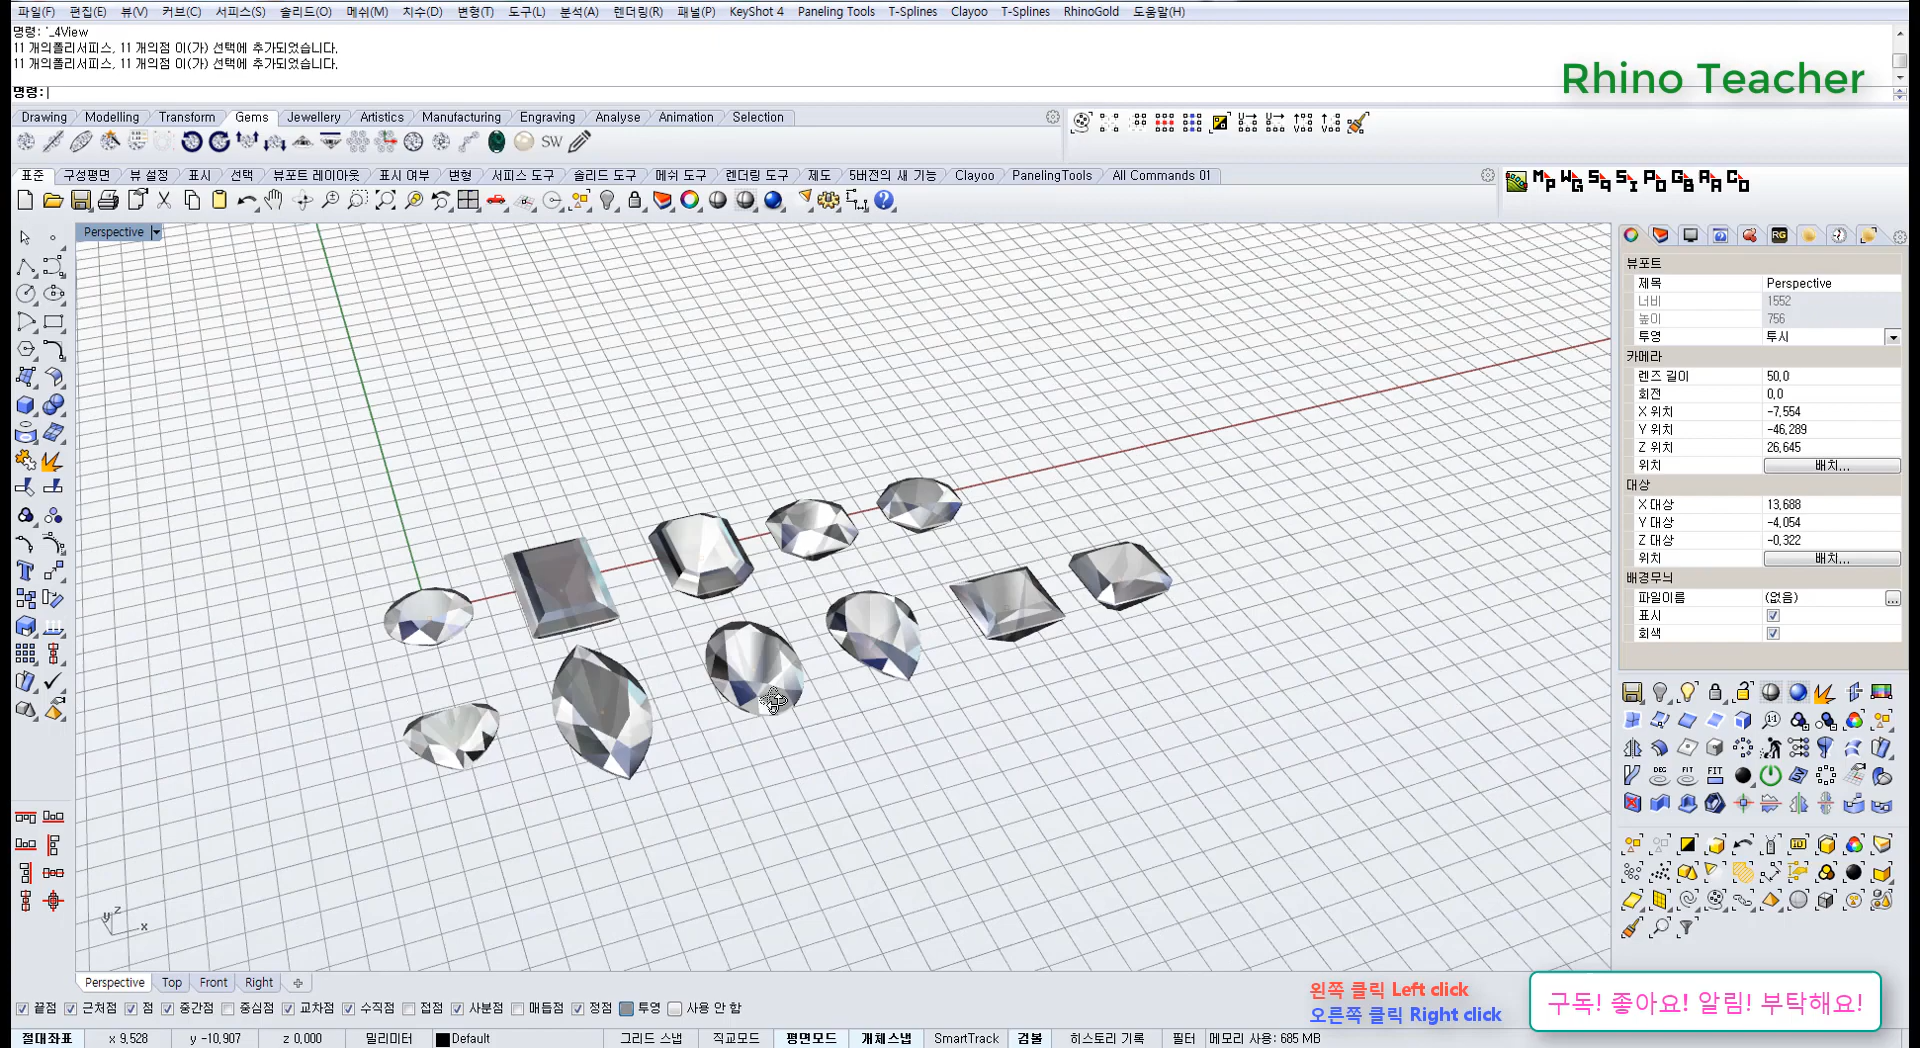 파일(F) 편집(E) 뷰(V) 커브(C) 서피스(S) 솔리드(O) 메쉬(M) 치수(D) 변형(T) 도구(L) 분석(A) 렌더링(R) 패널(P) KeyShot 4 Paneling Tools T-Splines Clayoo T-Splines RhinoGold 도움말(H)
명령: '_4View
11 개의폴리서피스, 11 개의점 이(가) 선택에 추가되었습니다.
11 개의폴리서피스, 11 개의점 이(가) 선택에 추가되었습니다.
명령:
Rhino Teacher
Drawing Modelling Transform Gems Jewellery Artistics Manufacturing Engraving Analyse Animation Selection
SW
표준 구성평면 뷰 설정 표시 선택 뷰포트 레이아웃 표시 여부 변형 서피스 도구 솔리드 도구 메쉬 도구 렌더링 도구 제도 5버전의 새 기능 Clayoo PanelingTools All Commands 01
Perspective
뷰포트
제목 Perspective
너비 1552
높이 756
투영 투시
카메라
렌즈 길이 50,0
회전 0,0
X 위치 -7,554
Y 위치 -46,289
Z 위치 26,645
위치 배치...
대상
X 대상 13,688
Y 대상 -4,054
Z 대상 -0,322
위치 배치...
배경무늬
파일이름 (없음) ...
표시
회색
z
y
x
Perspective Top Front Right
끝점 근처점 점 중간점 중심점 교차점 수직점 접점 사분점 매듭점 정점 투영 사용 안 함
왼쪽 클릭 Left click
오른쪽 클릭 Right click
구독! 좋아요! 알림! 부탁해요!
절대좌표 x 9,528 y -10,907 z 0,000 밀리미터 Default 그리드 스냅 직교모드 평면모드 개체스냅 SmartTrack 검볼 히스토리 기록 필터 메모리 사용: 685 MB